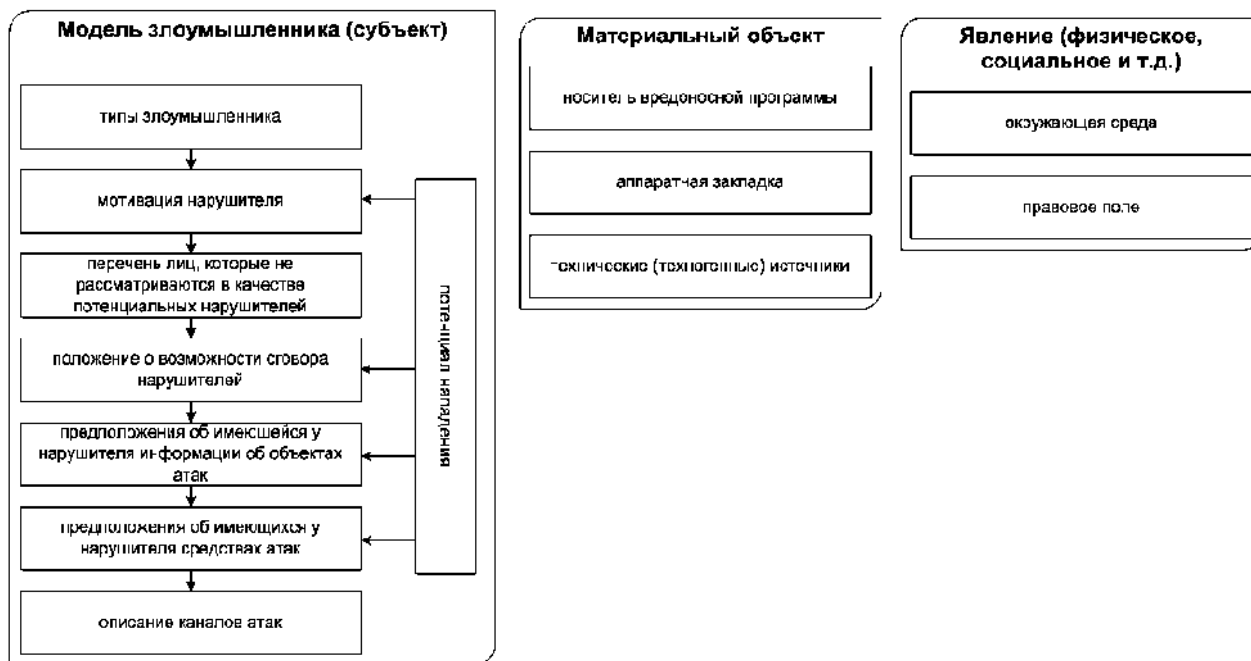 Модель злоумышленника (субъект)
типы злоумышленника
мотивация нарушителя
перечень лиц, которые не
рассматриваются в качестве
потенциальных нарушителей
положение о возможности сговора
нарушителей
предположения об имеющейся у
нарушителя информации об объектах
атак
предположения об имеющихся у
нарушителя средствах атак
описание каналов атак
потенциал нападения
Материальный объект
носитель вредоносной программы
аппаратная закладка
технические (техногенные) источники
Явление (физическое,
социальное и т.д.)
окружающая среда
правовое поле